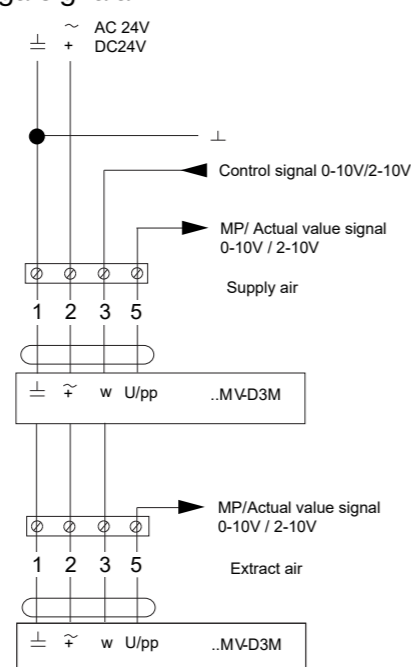 ⊥ ~ AC 24V
+ DC24V
⊥
Control signal 0-10V/2-10V
MP/ Actual value signal
0-10V / 2-10V
Supply air
1 2 3 5
⊥ ~+ w U/pp ..MV-D3M
MP/Actual value signal
0-10V / 2-10V
1 2 3 5
Extract air
⊥ ~+ w U/pp ..MV-D3M